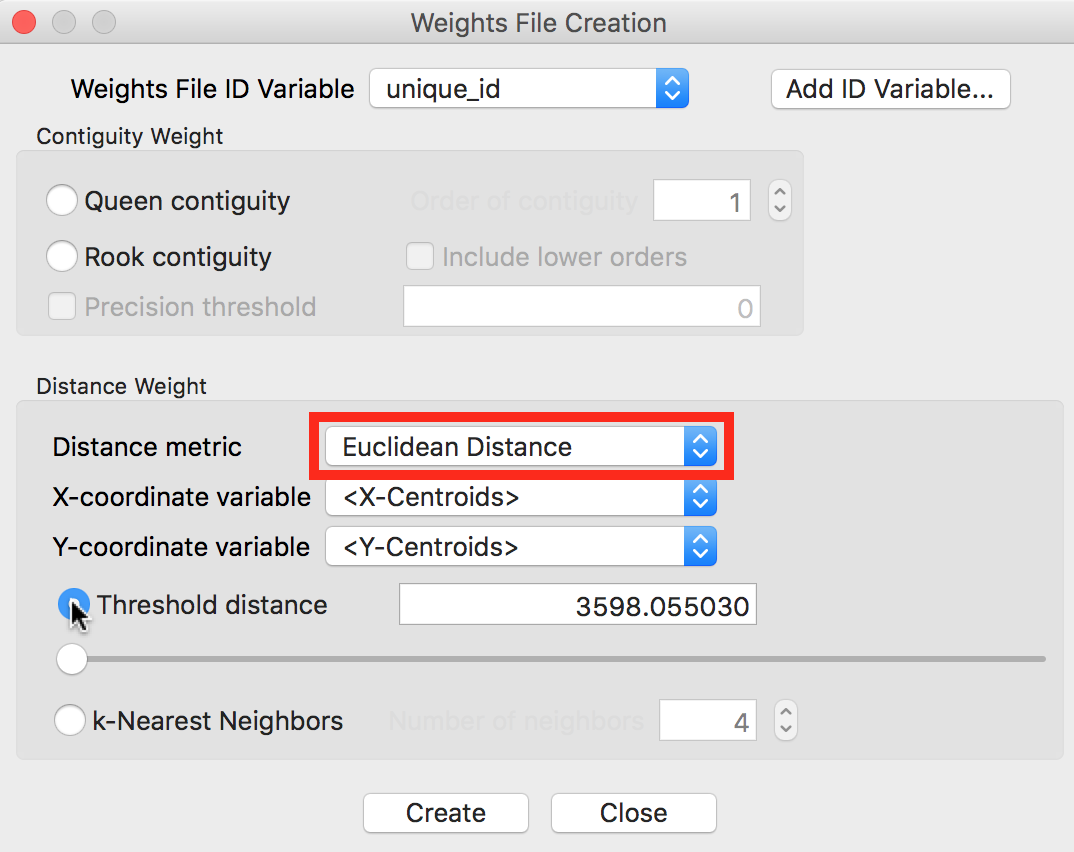 Weights File Creation
Weights File ID Variable unique_id Add ID Variable...
Contiguity Weight
Queen contiguity Order of contiguity 1
Rook contiguity Include lower orders
Precision threshold 0
Distance Weight
Distance metric Euclidean Distance
X-coordinate variable <X-Centroids>
Y-coordinate variable <Y-Centroids>
Threshold distance 3598.055030
k-Nearest Neighbors Number of neighbors 4
Create Close